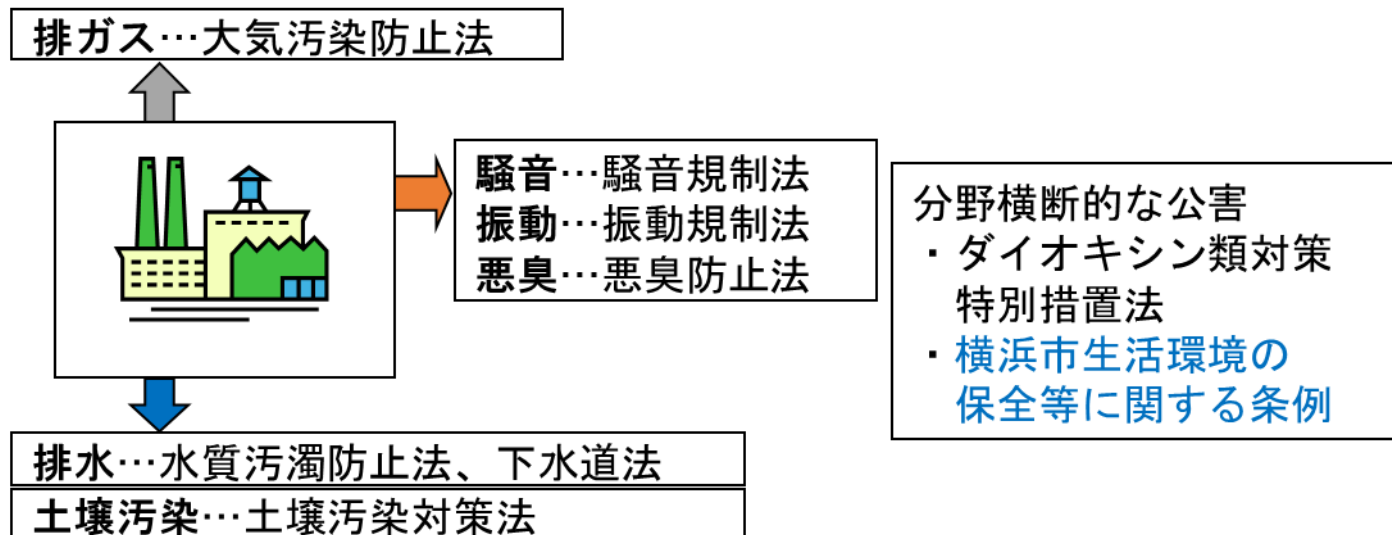 排ガス…大気汚染防止法
騒音…騒音規制法
振動…振動規制法
悪臭…悪臭防止法
分野横断的な公害
・ダイオキシン類対策
特別措置法
・横浜市生活環境の
保全等に関する条例
排水…水質汚濁防止法、下水道法
土壌汚染…土壌汚染対策法